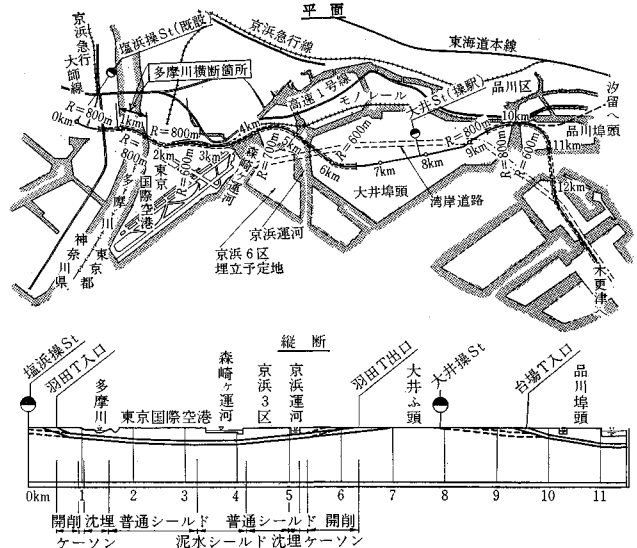 平面
京浜急行大師線
塩浜操St(既設)
京浜急行線
東海道本線
多摩川横断箇所
高速1号線
モノレール
大井St(操駅)
品川区
汐留へ
品川埠頭
R=800m
0km
1km
R=800m
R=800m
2km
3km
R=600m
4km
R=700m
5km
R=600m
6km
7km
8km
R=800m
9km
10km
R=800m
R=600m
11km
12km
東京国際空港
森崎ヶ運河
大井埠頭
湾岸道路
京浜運河
京浜6区
埋立予定地
多摩川
東京都
神奈川県
木更津へ
縦断
塩浜操St
羽田T入口
多摩川
東京国際空港
森崎ヶ運河
京浜3区
京浜運河
羽田T出口
大井ふ頭
大井操St
台場T入口
品川埠頭
0km 1 2 3 4 5 6 7 8 9 10 11
開削 沈埋 普通シールド 普通シールド 開削
ケーソン 泥水シールド 沈埋 ケーソン